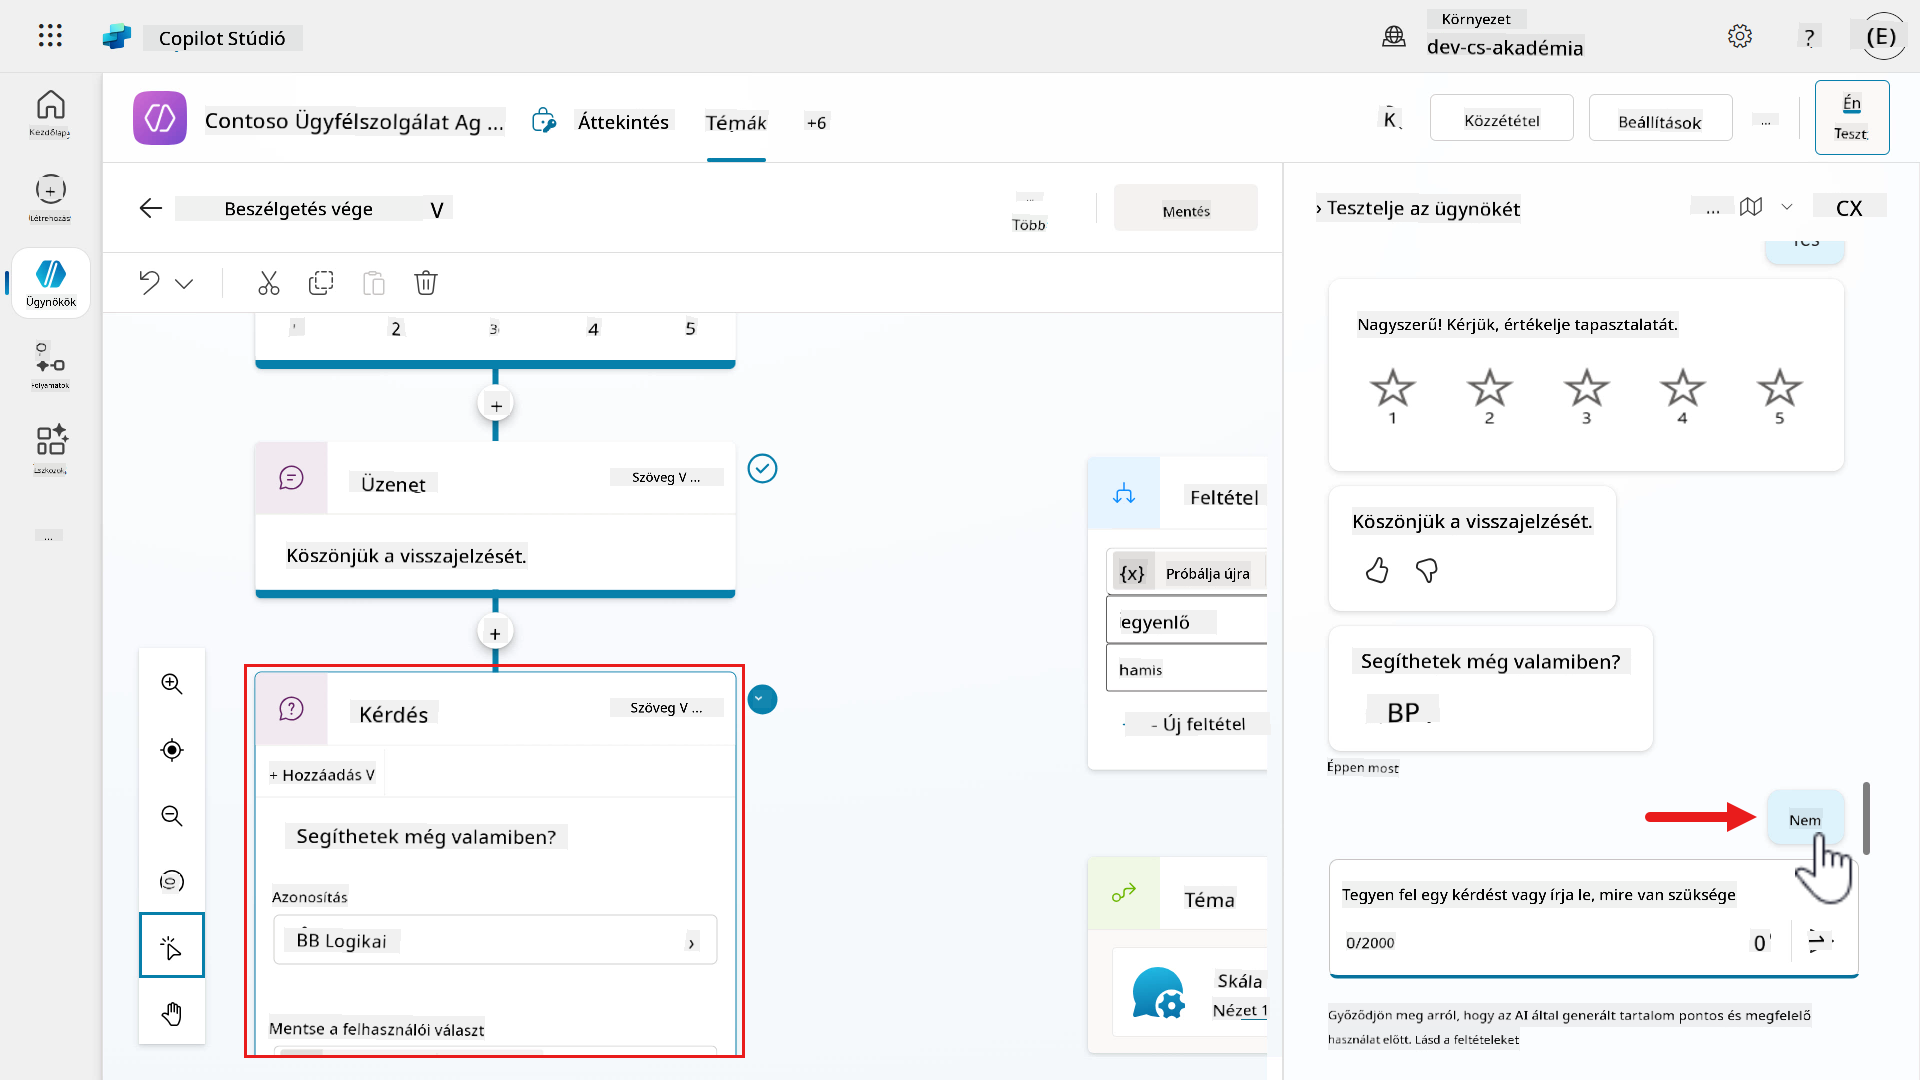 Copilot Stúdió
Környezet
dev-cs-akadémia
?
(E)
Kezdőlap
Létrehozás
Ügynökök
Folyamatok
Eszközök
...
Contoso Ügyfélszolgálat Ag ...
Áttekintés
Témák
+6
K
Közzététel
Beállítások
...
Én
Teszt
Beszélgetés vége
V
...
Több
Mentés
2
3
4
5
Üzenet
Szöveg V ...
Köszönjük a visszajelzését.
Kérdés
Szöveg V ...
+ Hozzáadás V
Segíthetek még valamiben?
Azonosítás
BB Logikai
Mentse a felhasználói választ
Feltétel
{x} Próbálja újra
egyenlő
hamis
- Új feltétel
Téma
Skála
Nézet 1
› Tesztelje az ügynökét
...
CX
Yes
Nagyszerű! Kérjük, értékelje tapasztalatát.
1 2 3 4 5
Köszönjük a visszajelzését.
Segíthetek még valamiben?
BP
Éppen most
Nem
Tegyen fel egy kérdést vagy írja le, mire van szüksége
0/2000
0
Győződjön meg arról, hogy az AI által generált tartalom pontos és megfelelő
használat előtt. Lásd a feltételeket